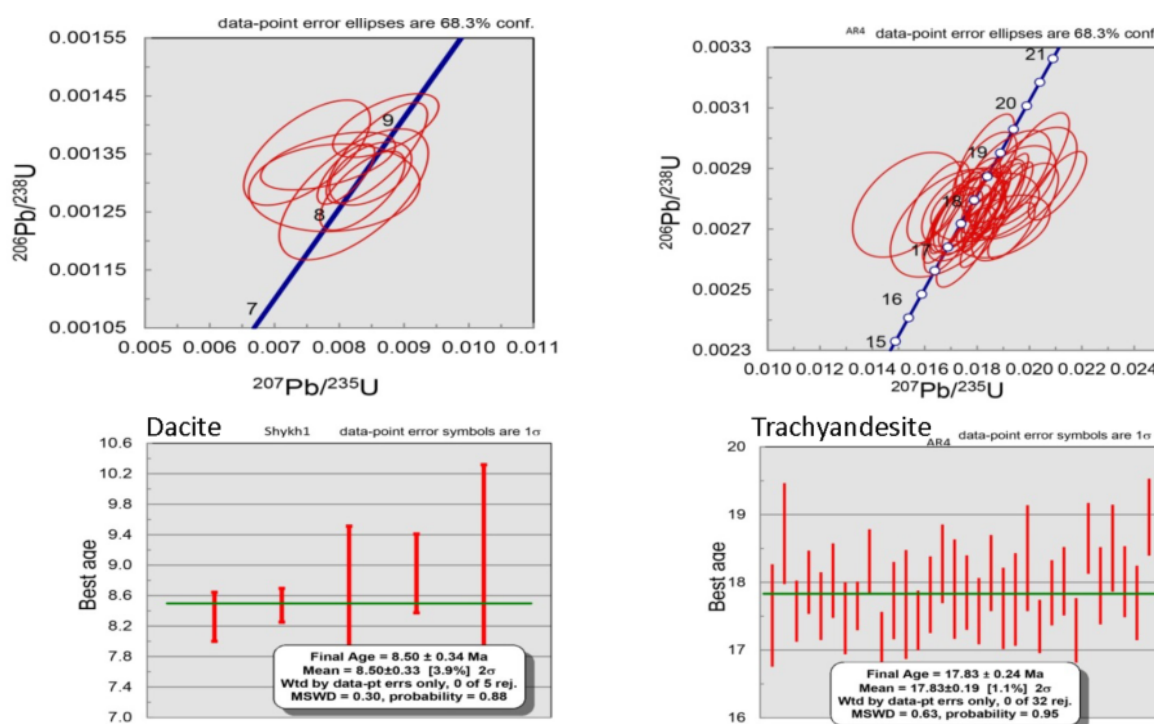 data-point error ellipses are 68.3% conf.
0.00155
0.00145
0.00135
0.00125
0.00115
0.00105
206Pb/238U
9
8
7
0.005 0.006 0.007 0.008 0.009 0.010 0.011
207Pb/235U
AR4 data-point error ellipses are 68.3% conf
0.0033
0.0031
0.0029
0.0027
0.0025
0.0023
206Pb/238U
21
20
19
18
17
16
15
0.010 0.012 0.014 0.016 0.018 0.020 0.022 0.024
207Pb/235U
Dacite
Shykh1
data-point error symbols are 1σ
10.6
10.2
9.8
9.4
9.0
8.6
8.2
7.8
7.4
7.0
Best age
Final Age = 8.50 ± 0.34 Ma
Mean = 8.50±0.33 [3.9%] 2σ
Wtd by data-pt errs only, 0 of 5 rej.
MSWD = 0.30, probability = 0.88
Trachyandesite
AR4 data-point error symbols are 1σ
20
19
18
17
16
Best age
Final Age = 17.83 ± 0.24 Ma
Mean = 17.83±0.19 [1.1%] 2σ
Wtd by data-pt errs only, 0 of 32 rej.
MSWD = 0.63, probability = 0.95